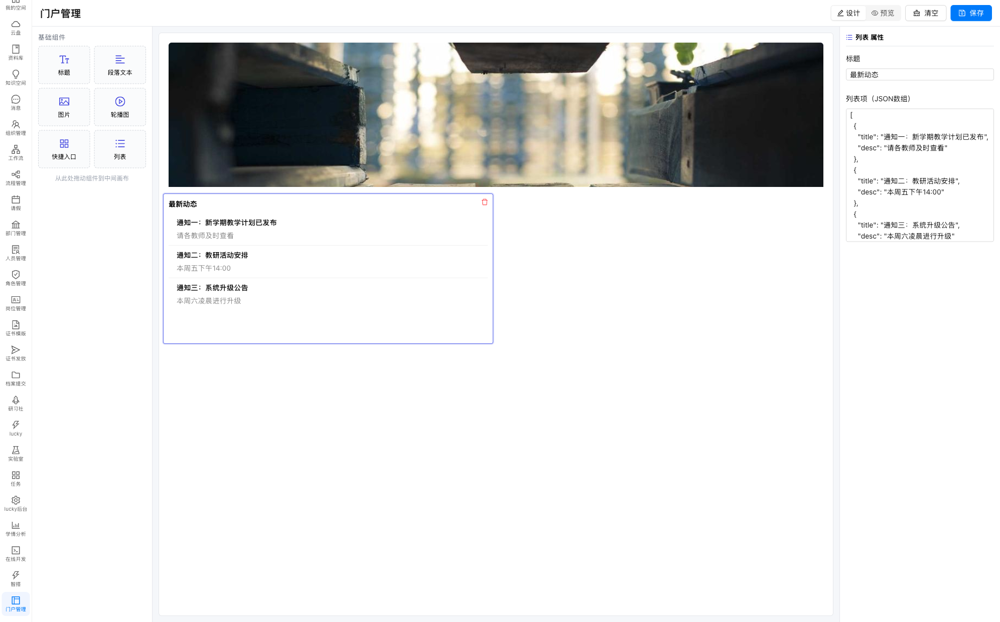 我的空间
云盘
资料库
知识空间
消息
组织管理
工作流
流程管理
请假
部门管理
人员管理
角色管理
岗位管理
证书模版
证书发放
档案提交
研习社
lucky
实验室
任务
lucky后台
学情分析
在线开发
智搭
门户管理
门户管理
设计
预览
清空
保存
基础组件
标题
段落文本
图片
轮播图
快捷入口
列表
从此处拖动组件到中间画布
最新动态
通知一：新学期教学计划已发布
请各教师及时查看
通知二：教研活动安排
本周五下午14:00
通知三：系统升级公告
本周六凌晨进行升级
列表 属性
标题
最新动态
列表项（JSON数组）
[
{
"title": "通知一：新学期教学计划已发布",
"desc": "请各教师及时查看"
},
{
"title": "通知二：教研活动安排",
"desc": "本周五下午14:00"
},
{
"title": "通知三：系统升级公告",
"desc": "本周六凌晨进行升级"